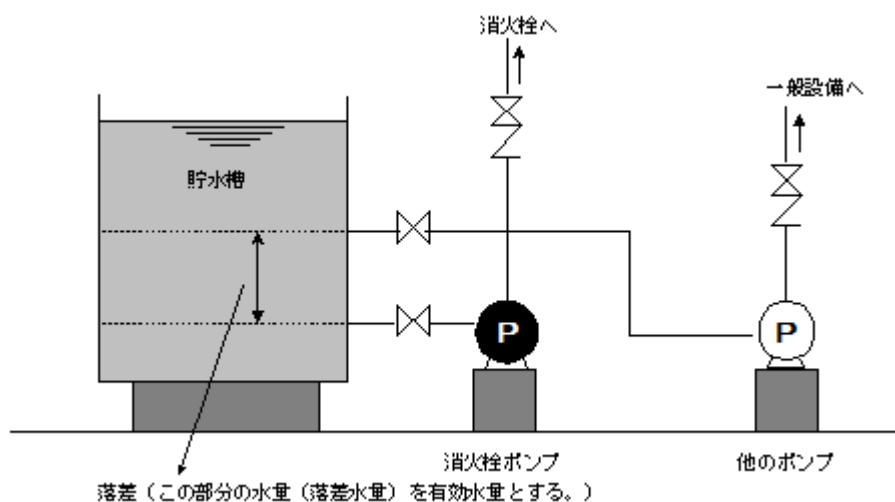 消火栓へ
一般設備へ
貯水槽
P
P
消火栓ポンプ
他のポンプ
落差（この部分の水量（落差水量）を有効水量とする。）